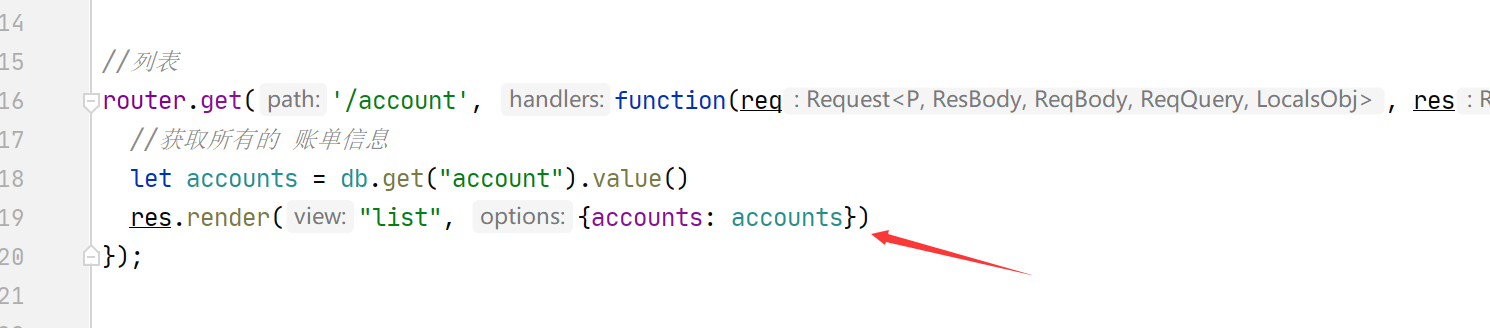 14
15 //列表
16 router.get( path: '/account', handlers: function(req : Request<P, ResBody, ReqBody, ReqQuery, LocalsObj> , res : R
17 //获取所有的 账单信息
18 let accounts = db.get("account").value()
19 res.render( view: "list", options: {accounts: accounts})
20 });
21